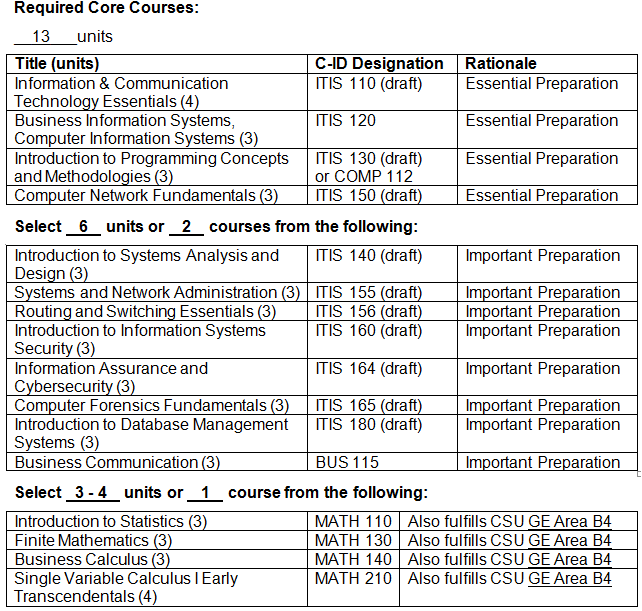 Required Core Courses:
13 units
Title (units) C-ID Designation Rationale
Information & Communication Technology Essentials (4) ITIS 110 (draft) Essential Preparation
Business Information Systems, Computer Information Systems (3) ITIS 120 Essential Preparation
Introduction to Programming Concepts and Methodologies (3) ITIS 130 (draft) or COMP 112 Essential Preparation
Computer Network Fundamentals (3) ITIS 150 (draft) Essential Preparation
Select 6 units or 2 courses from the following:
Introduction to Systems Analysis and Design (3) ITIS 140 (draft) Important Preparation
Systems and Network Administration (3) ITIS 155 (draft) Important Preparation
Routing and Switching Essentials (3) ITIS 156 (draft) Important Preparation
Introduction to Information Systems Security (3) ITIS 160 (draft) Important Preparation
Information Assurance and Cybersecurity (3) ITIS 164 (draft) Important Preparation
Computer Forensics Fundamentals (3) ITIS 165 (draft) Important Preparation
Introduction to Database Management Systems (3) ITIS 180 (draft) Important Preparation
Business Communication (3) BUS 115 Important Preparation
Select 3 - 4 units or 1 course from the following:
Introduction to Statistics (3) MATH 110 Also fulfills CSU GE Area B4
Finite Mathematics (3) MATH 130 Also fulfills CSU GE Area B4
Business Calculus (3) MATH 140 Also fulfills CSU GE Area B4
Single Variable Calculus I Early Transcendentals (4) MATH 210 Also fulfills CSU GE Area B4